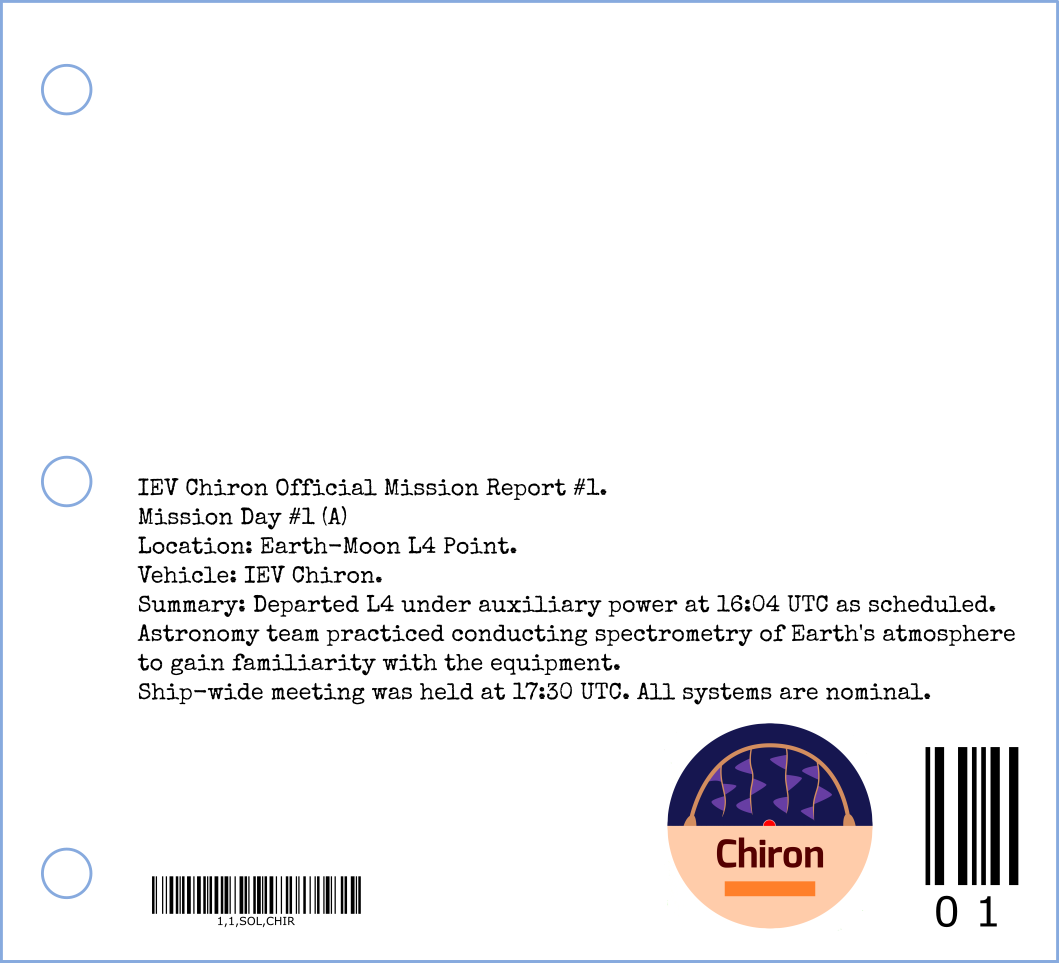 IEV Chiron Official Mission Report #1.
Mission Day #1 (A)
Location: Earth-Moon L4 Point.
Vehicle: IEV Chiron.
Summary: Departed L4 under auxiliary power at 16:04 UTC as scheduled.
Astronomy team practiced conducting spectrometry of Earth's atmosphere
to gain familiarity with the equipment.
Ship-wide meeting was held at 17:30 UTC. All systems are nominal.
Chiron
1,1,SOL,CHIR
01